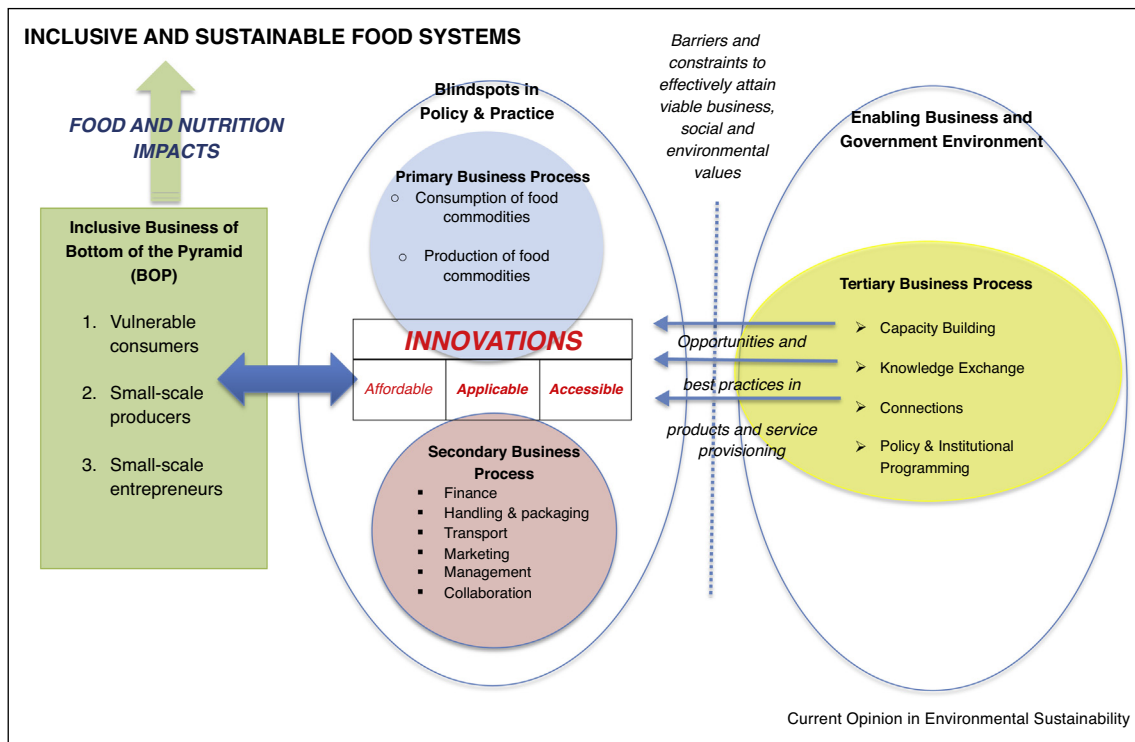 INCLUSIVE AND SUSTAINABLE FOOD SYSTEMS
FOOD AND NUTRITION
IMPACTS
Inclusive Business of
Bottom of the Pyramid
(BOP)
1. Vulnerable
consumers
2. Small-scale
producers
3. Small-scale
entrepreneurs
Blindspots in
Policy & Practice
Primary Business Process
○ Consumption of food
commodities
○ Production of food
commodities
INNOVATIONS
Affordable
Applicable
Accessible
Secondary Business
Process
▪ Finance
▪ Handling & packaging
▪ Transport
▪ Marketing
▪ Management
▪ Collaboration
Barriers and
constraints to
effectively attain
viable business,
social and
environmental
values
Opportunities and
best practices in
products and service
provisioning
Enabling Business and
Government Environment
Tertiary Business Process
➢ Capacity Building
➢ Knowledge Exchange
➢ Connections
➢ Policy & Institutional
Programming
Current Opinion in Environmental Sustainability